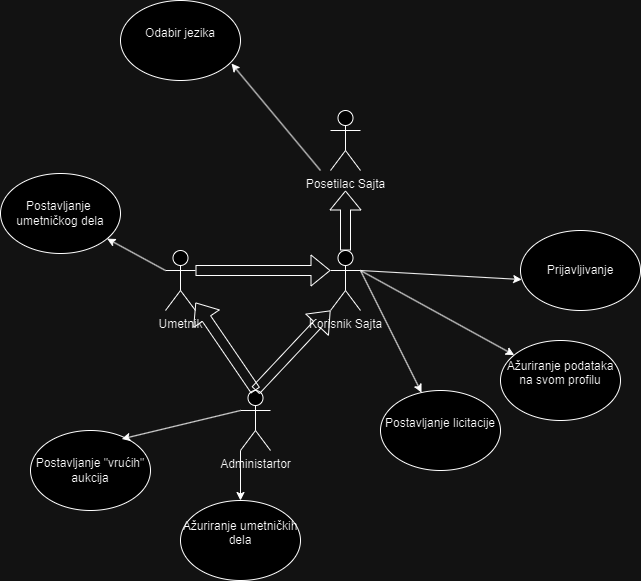 Odabir jezika
Posetilac Sajta
Postavljanje
umetničkog dela
Prijavljivanje
Umetnik
Korisnik Sajta
Ažuriranje podataka
na svom profilu
Postavljanje licitacije
Postavljanje "vrućih"
aukcija
Administartor
Ažuriranje umetničkih
dela